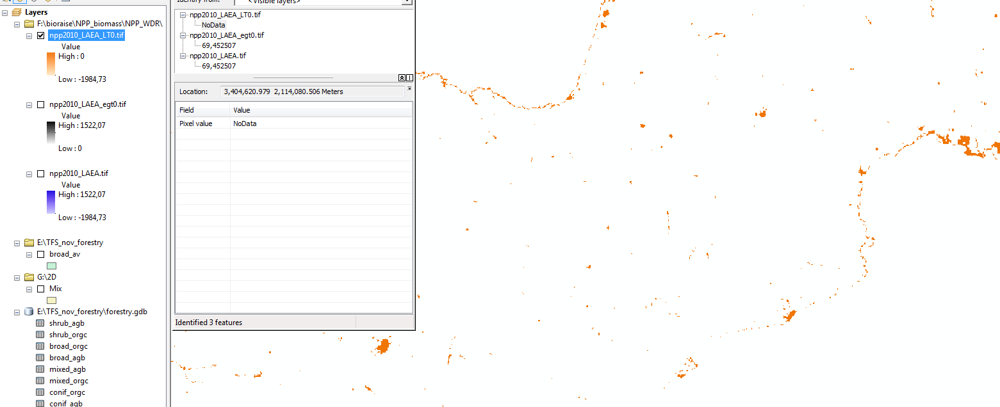 Layers
F:\bioraise\NPP_biomass\NPP_WDR\
npp2010_LAEA_LT0.tif
Value
High : 0
Low : -1984,73
npp2010_LAEA_egt0.tif
Value
High : 1522,07
Low : 0
npp2010_LAEA.tif
Value
High : 1522,07
Low : -1984,73
E:\TFS_nov_forestry
broad_av
G:\2D
Mix
E:\TFS_nov_forestry\forestry.gdb
shrub_agb
shrub_orgc
broad_orgc
broad_agb
mixed_agb
mixed_orgc
conif_orgc
conif_agb
Identify from:
<Visible layers>
npp2010_LAEA_LT0.tif
NoData
npp2010_LAEA_egt0.tif
69,452507
npp2010_LAEA.tif
69,452507
Location: 3,404,620.979 2,114,080.506 Meters
Field Value
Pixel value NoData
Identified 3 features